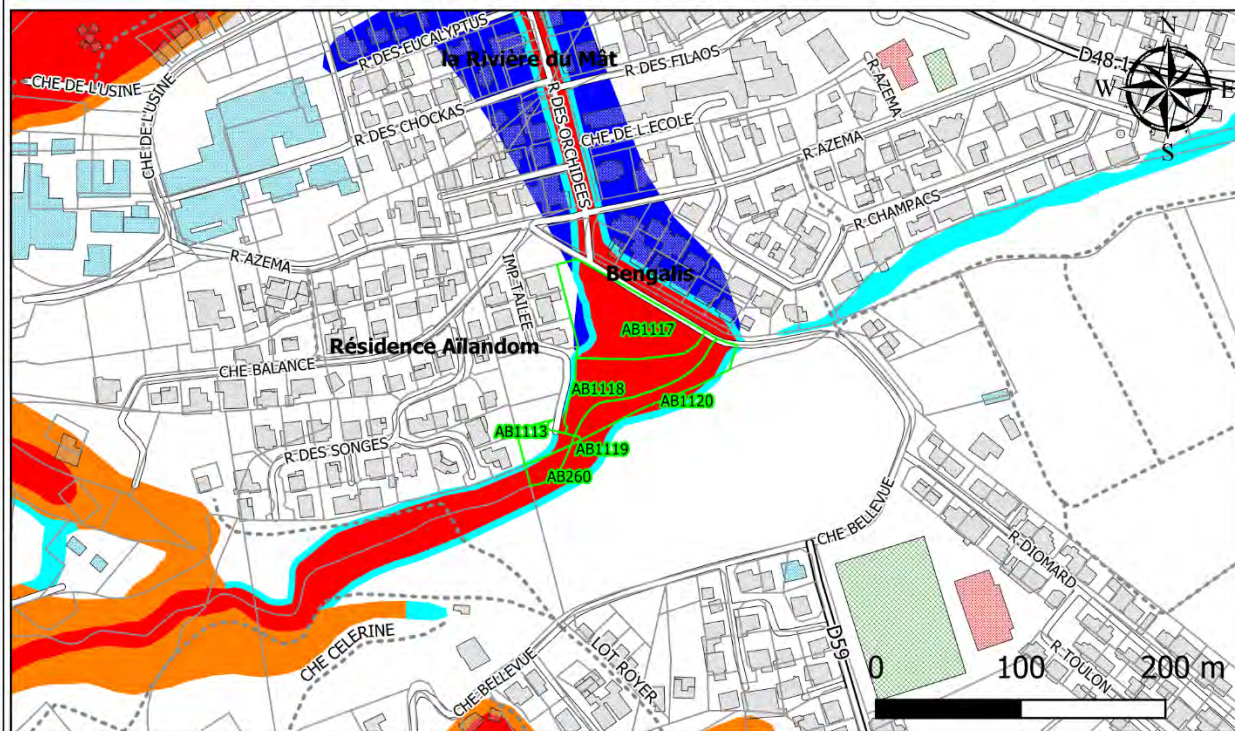 N
W
E
S
R. DES EUCALYPTUS
la Rivière du Mât
R. DES FILAOS
D48.1
CHE DE L'USINE
CHE DE L'USINE
R. DES CHOCKAS
R. DES ORCHIDEES
CHE DE L'ECOLE
R. AZEMA
R. AZEMA
R. CHAMPACS
R. AZEMA
IMP. TAILEE
Bengalis
AB1117
Résidence Aïlandom
CHE BALANCE
AB1118
AB1120
AB1113
AB1119
R. DES SONGES
AB260
CHE BELLEVUE
R. DIOMARD
CHE CELERINE
CHE BELLEVUE
LOT ROYER
D59
R. TOULON
0 100 200 m